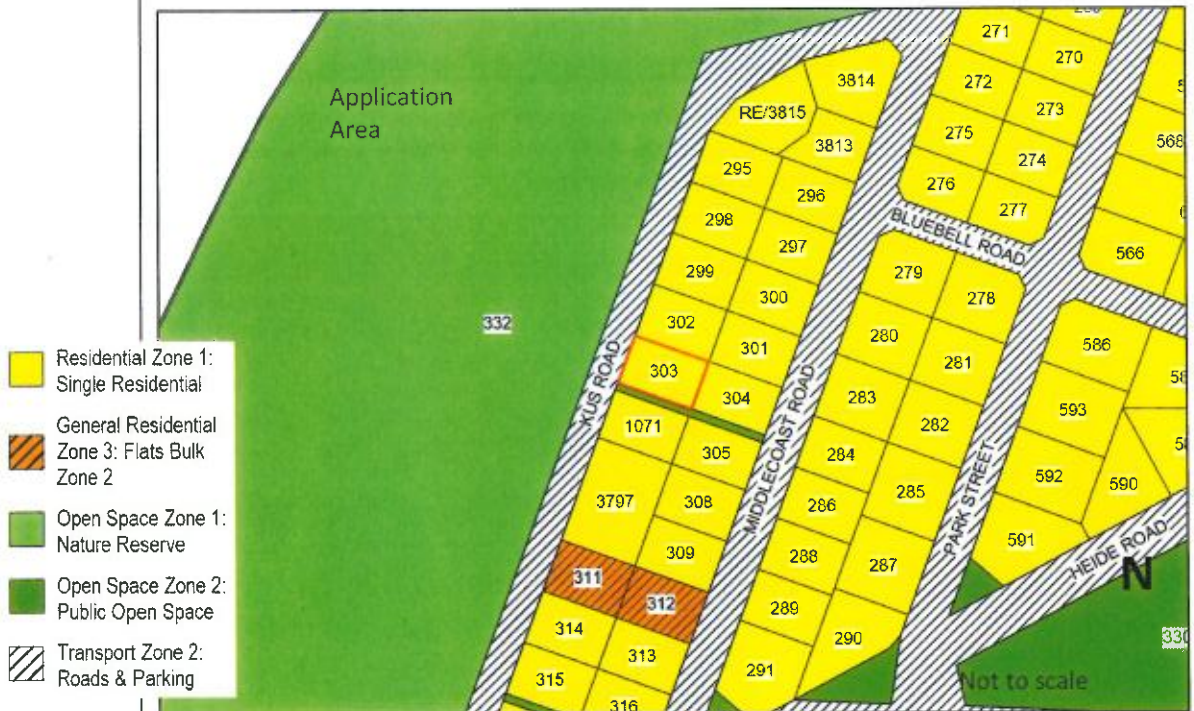 Application
Area
271
270
272
273
3814
RE/3815
3813
275
274
568
295
276
296
277
298
BLUEBELL ROAD
297
566
299
279
278
300
332
302
280
301
586
281
303
304
283
593
KUS ROAD
MIDDLECOAST ROAD
1071
282
305
284
592
590
3797
308
286
285
PARK STREET
309
288
591
287
HEIDE ROAD
N
311
312
289
290
314
313
291
315
316
330
Not to scale
Residential Zone 1:
Single Residential
General Residential
Zone 3: Flats Bulk
Zone 2
Open Space Zone 1:
Nature Reserve
Open Space Zone 2:
Public Open Space
Transport Zone 2:
Roads & Parking